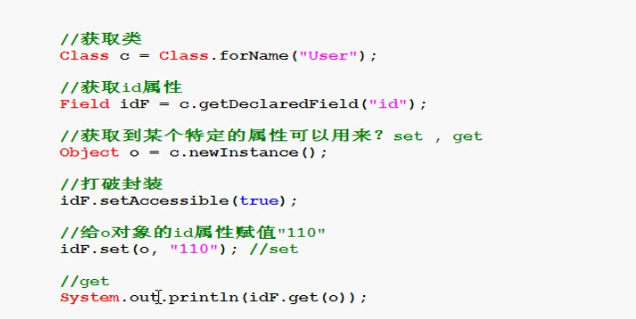 //获取类
Class c = Class.forName("User");
//获取id属性
Field idF = c.getDeclaredField("id");
//获取到某个特定的属性可以用来? set , get
Object o = c.newInstance();
//打破封装
idF.setAccessible(true);
//给o对象的id属性赋值"110"
idF.set(o, "110"); //set
//get
System.out.println(idF.get(o));